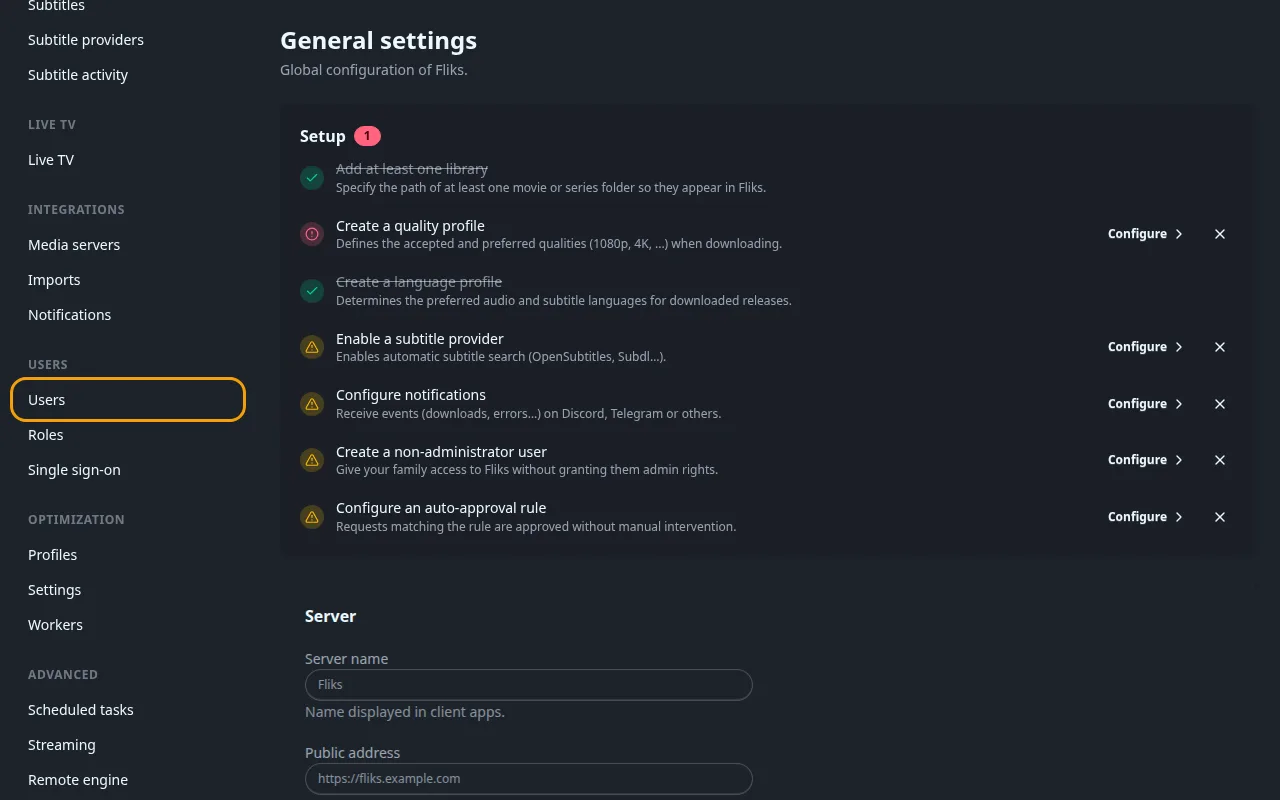 Subtitles
Subtitle providers
Subtitle activity
LIVE TV
Live TV
INTEGRATIONS
Media servers
Imports
Notifications
USERS
Users
Roles
Single sign-on
OPTIMIZATION
Profiles
Settings
Workers
ADVANCED
Scheduled tasks
Streaming
Remote engine
General settings
Global configuration of Fliks.
Setup 1
Add at least one library
Specify the path of at least one movie or series folder so they appear in Fliks.
Create a quality profile
Defines the accepted and preferred qualities (1080p, 4K, ...) when downloading.
Configure
Create a language profile
Determines the preferred audio and subtitle languages for downloaded releases.
Enable a subtitle provider
Enables automatic subtitle search (OpenSubtitles, Subdl...).
Configure
Configure notifications
Receive events (downloads, errors...) on Discord, Telegram or others.
Configure
Create a non-administrator user
Give your family access to Fliks without granting them admin rights.
Configure
Configure an auto-approval rule
Requests matching the rule are approved without manual intervention.
Configure
Server
Server name
Fliks
Name displayed in client apps.
Public address
https://fliks.example.com